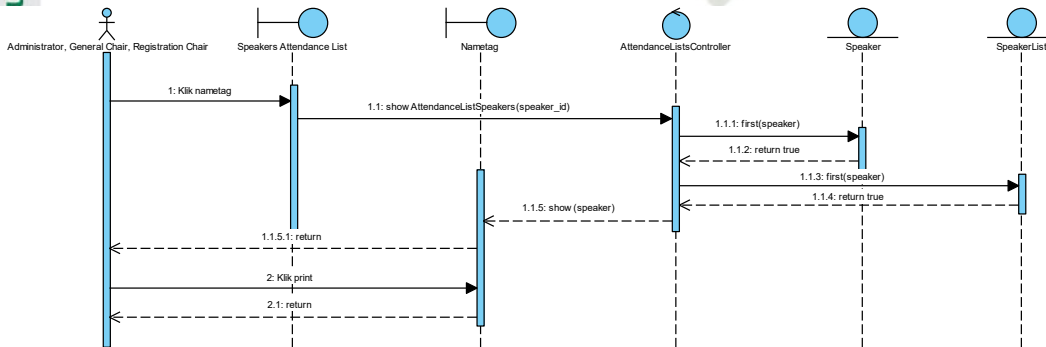 Administrator, General Chair, Registration Chair
Speakers Attendance List
Nametag
AttendanceListsController
Speaker
SpeakerList
1: Klik nametag
1.1: show AttendanceListSpeakers(speaker_id)
1.1.1: first(speaker)
1.1.2: return true
1.1.3: first(speaker)
1.1.4: return true
1.1.5: show (speaker)
1.1.5.1: return
2: Klik print
2.1: return